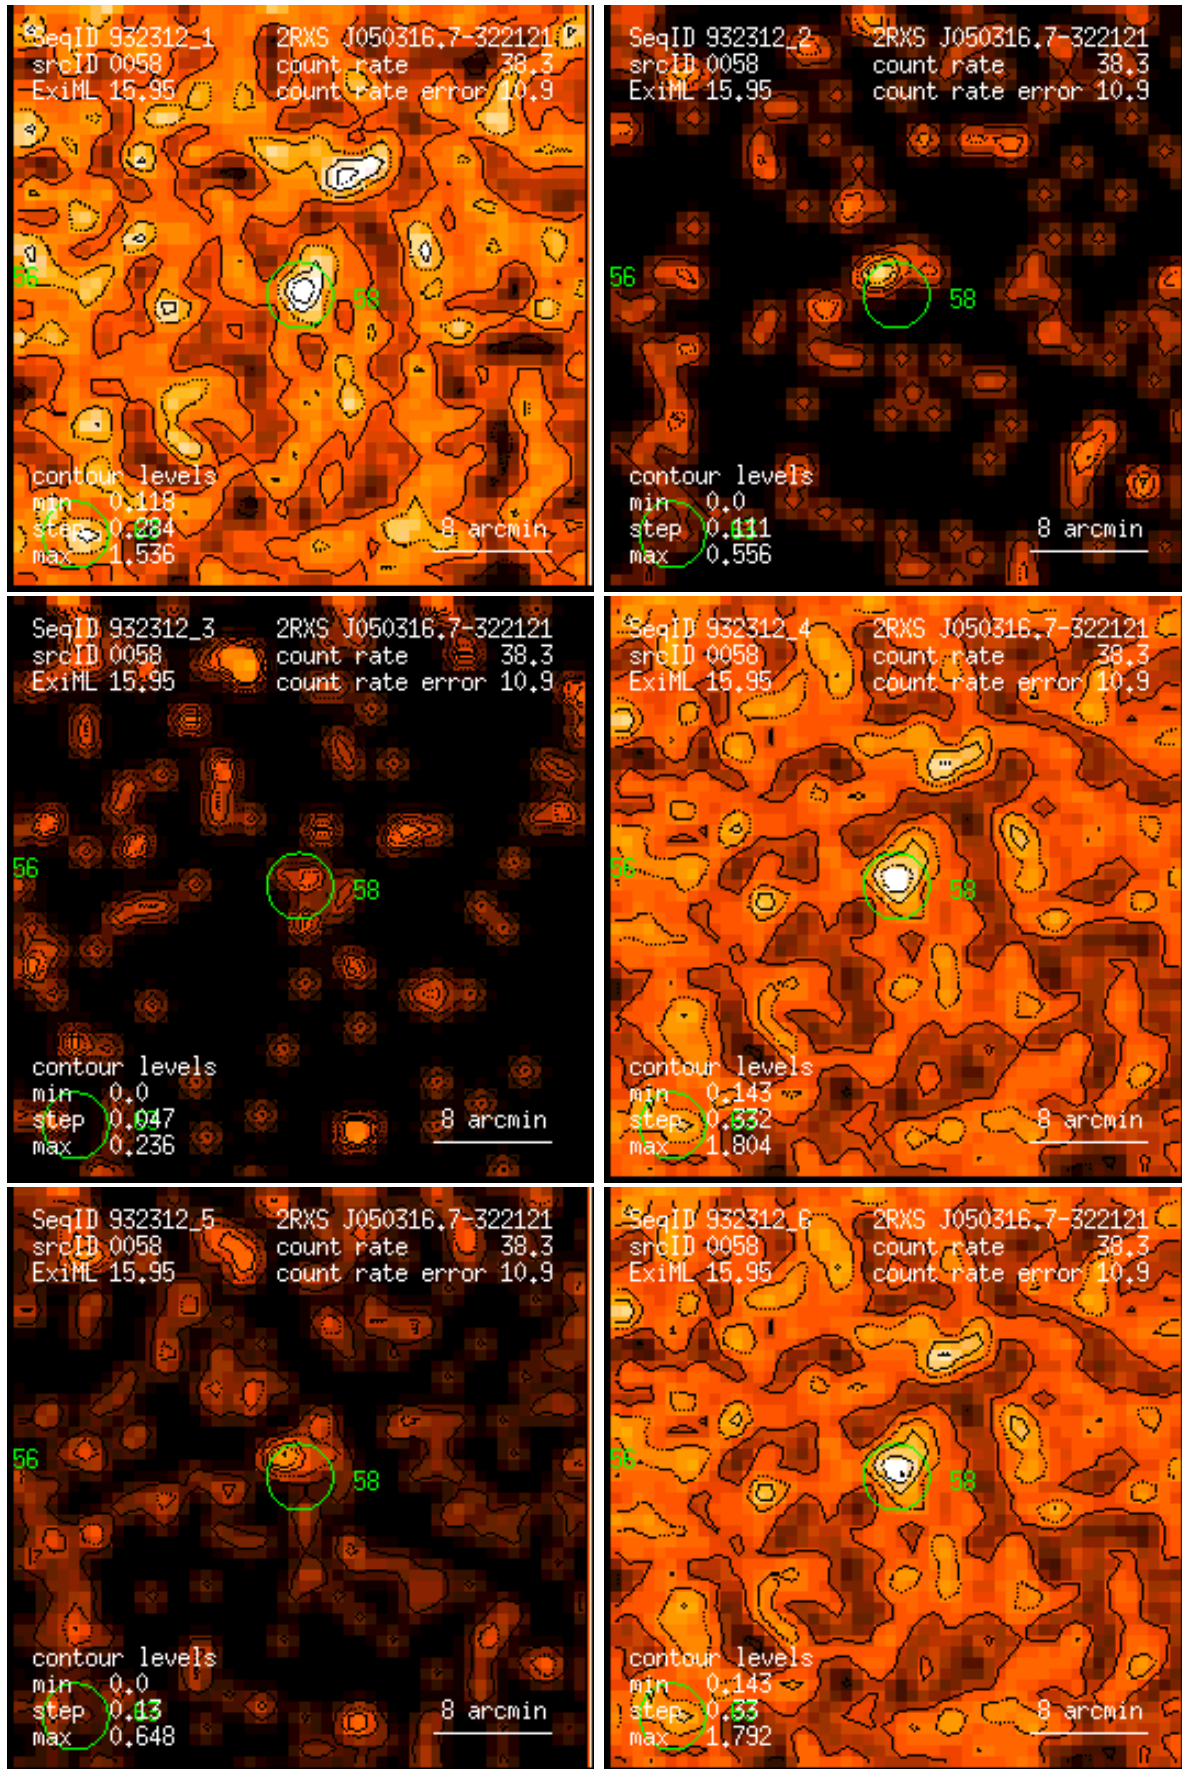 SeqID 932312_1 2RXS J050316.7-322121
srcID 0058 count rate 38.3
ExiML 15.95 count rate error 10.9
56
58
contour levels
min 0.118
step 0.284 8 arcmin
max 1.536
SeqID 932312_2 2RXS J050316.7-322121
srcID 0058 count rate 38.3
ExiML 15.95 count rate error 10.9
56
58
contour levels
min 0.0
step 0.111 8 arcmin
max 0.556
SeqID 932312_3 2RXS J050316.7-322121
srcID 0058 count rate 38.3
ExiML 15.95 count rate error 10.9
56
58
contour levels
min 0.0
step 0.047 8 arcmin
max 0.236
SeqID 932312_4 2RXS J050316.7-322121
srcID 0058 count rate 38.3
ExiML 15.95 count rate error 10.9
56
58
contour levels
min 0.143
step 0.332 8 arcmin
max 1.804
SeqID 932312_5 2RXS J050316.7-322121
srcID 0058 count rate 38.3
ExiML 15.95 count rate error 10.9
56
58
contour levels
min 0.0
step 0.13 8 arcmin
max 0.648
SeqID 932312_6 2RXS J050316.7-322121
srcID 0058 count rate 38.3
ExiML 15.95 count rate error 10.9
56
58
contour levels
min 0.143
step 0.33 8 arcmin
max 1.792